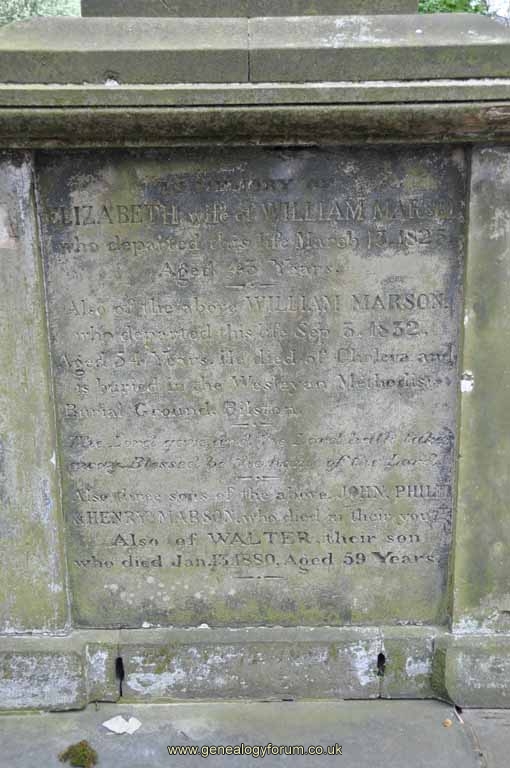 IN MEMORY OF
ELIZABETH wife of WILLIAM MARSON,
who departed this life March 13, 1825
Aged 43 Years.
Also of the above WILLIAM MARSON,
who departed this life Sep. 3, 1832,
Aged 54 Years. He died of Cholera and
is buried in the Wesleyan Methodist
Burial Ground, Bilston.
The Lord gave and the Lord hath taken
away, Blessed be the name of the Lord.
Also three sons of the above, JOHN, PHILIP
& HENRY MARSON, who died in their youth
Also of WALTER, their son
who died Jan. 13, 1880, Aged 59 Years.
www.genealogyforum.co.uk